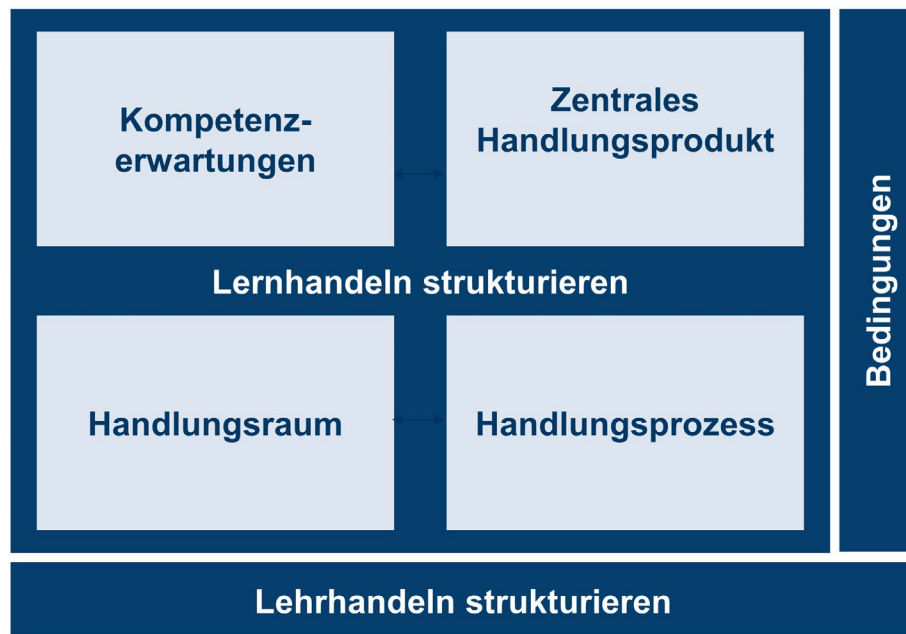 Kompetenz-
erwartungen
Zentrales
Handlungsprodukt
Lernhandeln strukturieren
Handlungsraum
Handlungsprozess
Bedingungen
Lehrhandeln strukturieren